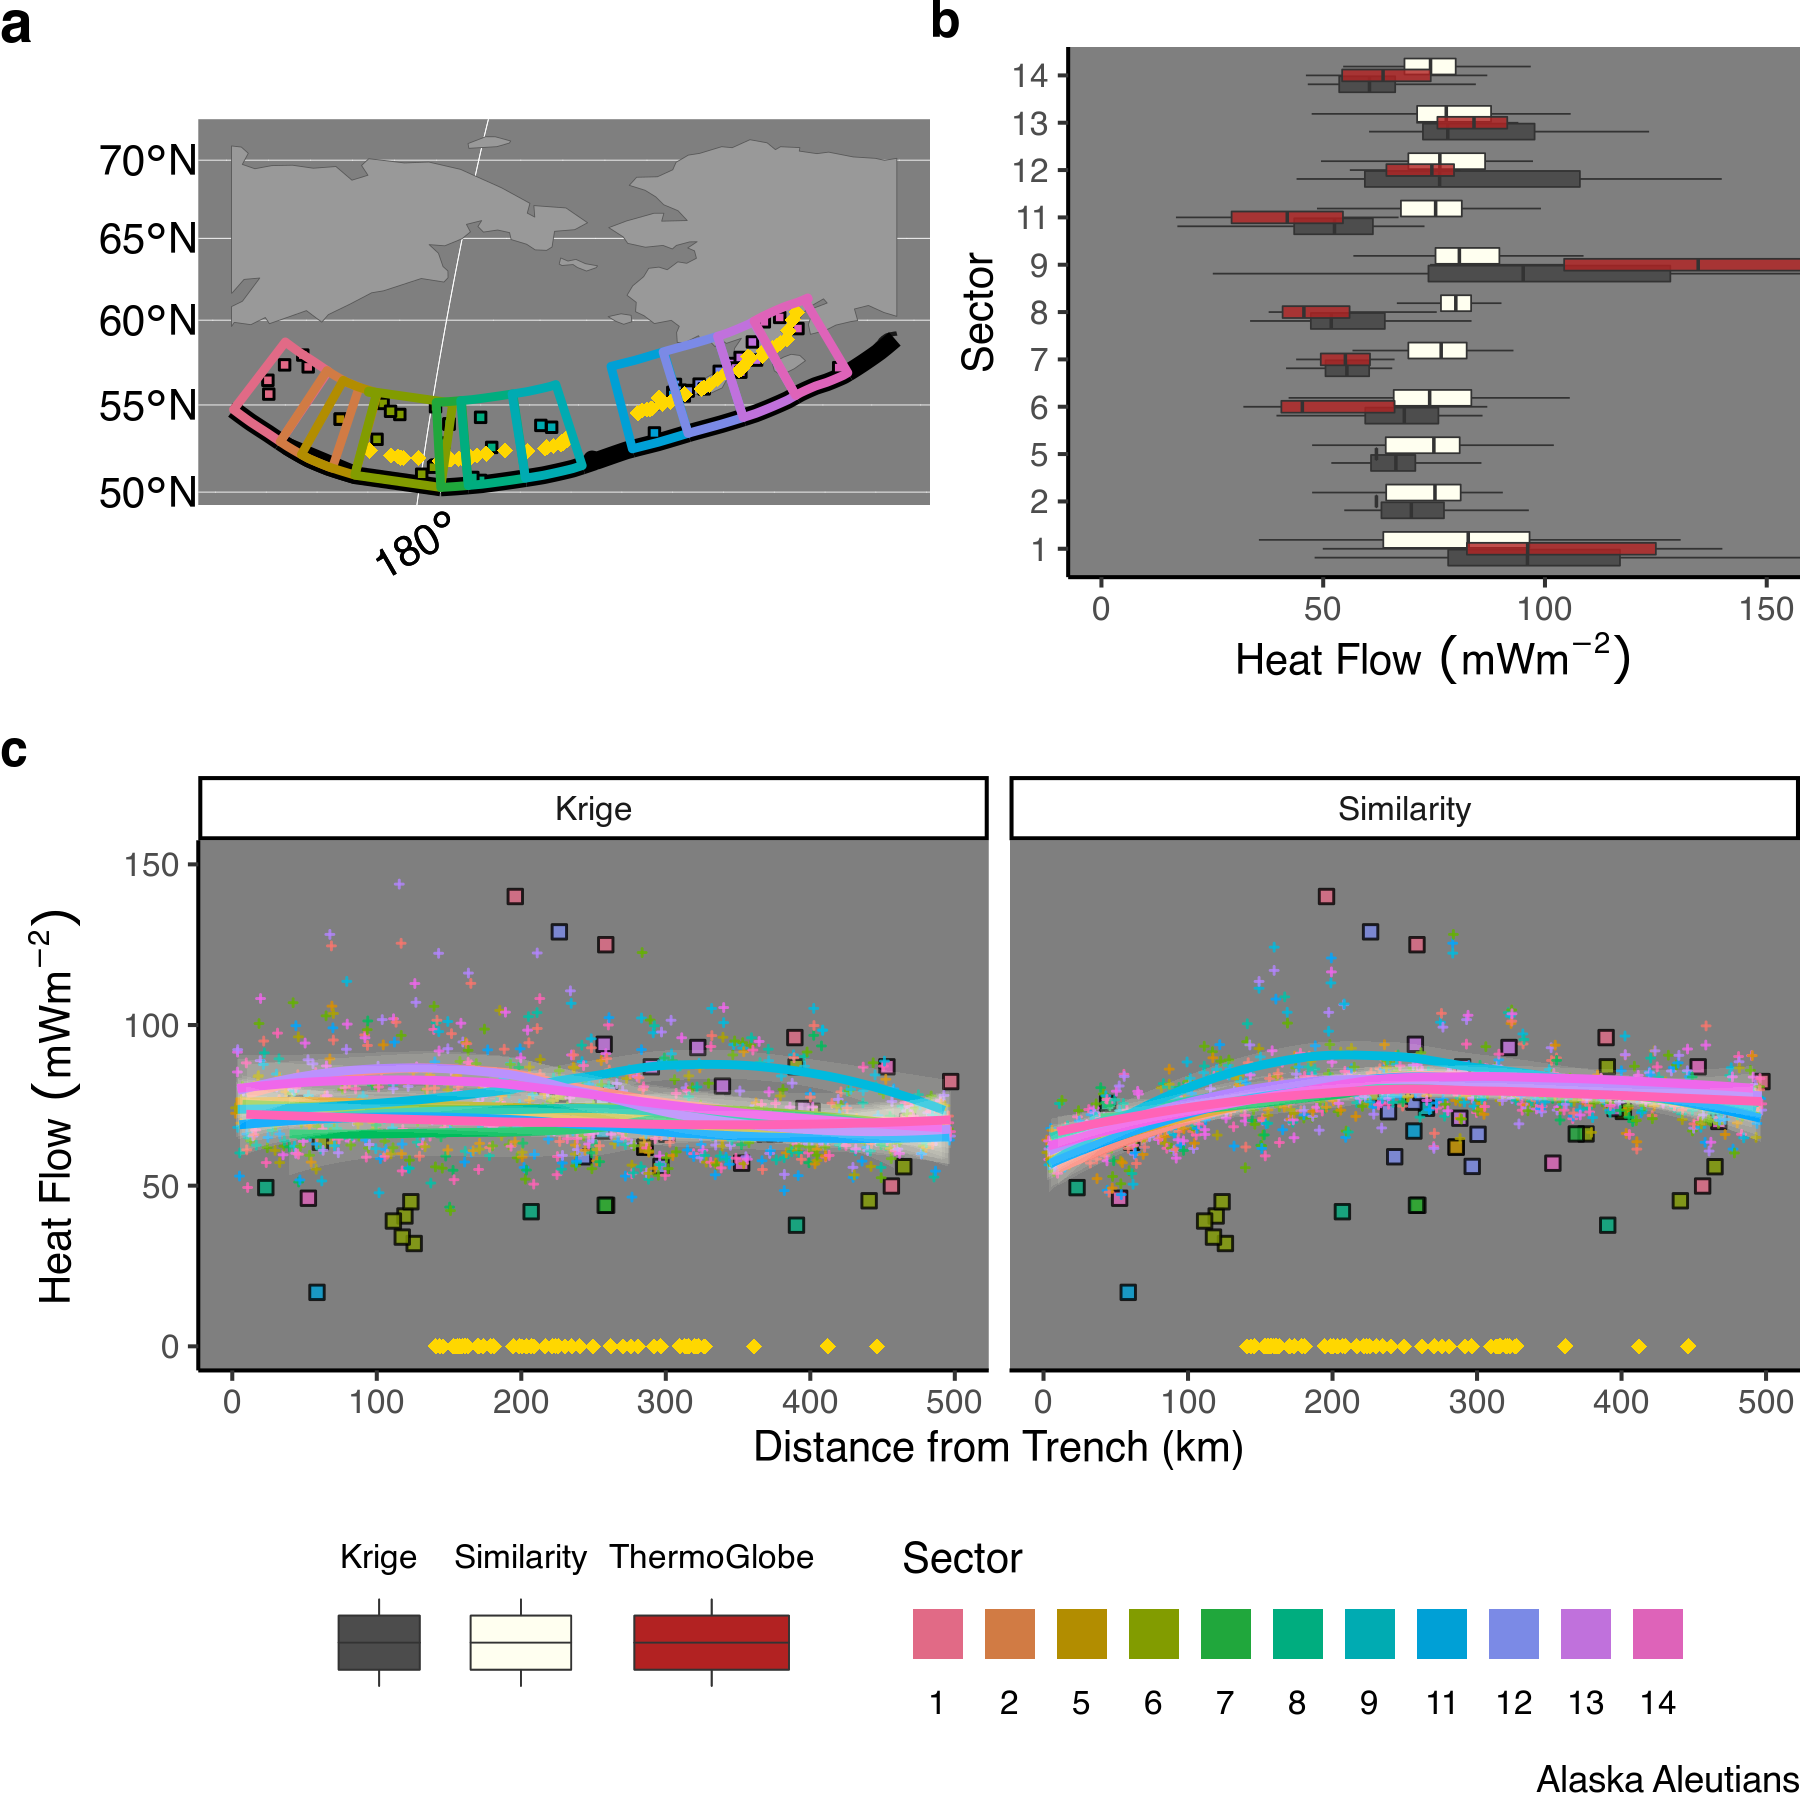 a
70°N
65°N
60°N
55°N
50°N
180°
b
Sector
14
13
12
11
9
8
7
6
5
2
1
0 50 100 150
Heat Flow (mWm−2)
c
Krige Similarity
Heat Flow (mWm−2)
150
100
50
0
0 100 200 300 400 500 0 100 200 300 400 500
Distance from Trench (km)
Krige Similarity ThermoGlobe
Sector
1 2 5 6 7 8 9 11 12 13 14
Alaska Aleutians